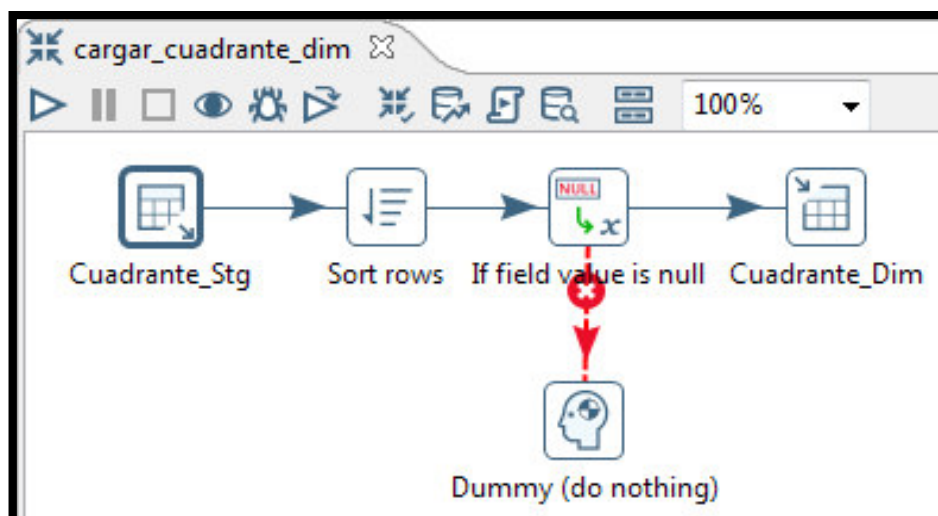 cargar_cuadrante_dim
100%
NULL
x
Cuadrante_Stg
Sort rows
If field value is null
Cuadrante_Dim
Dummy (do nothing)